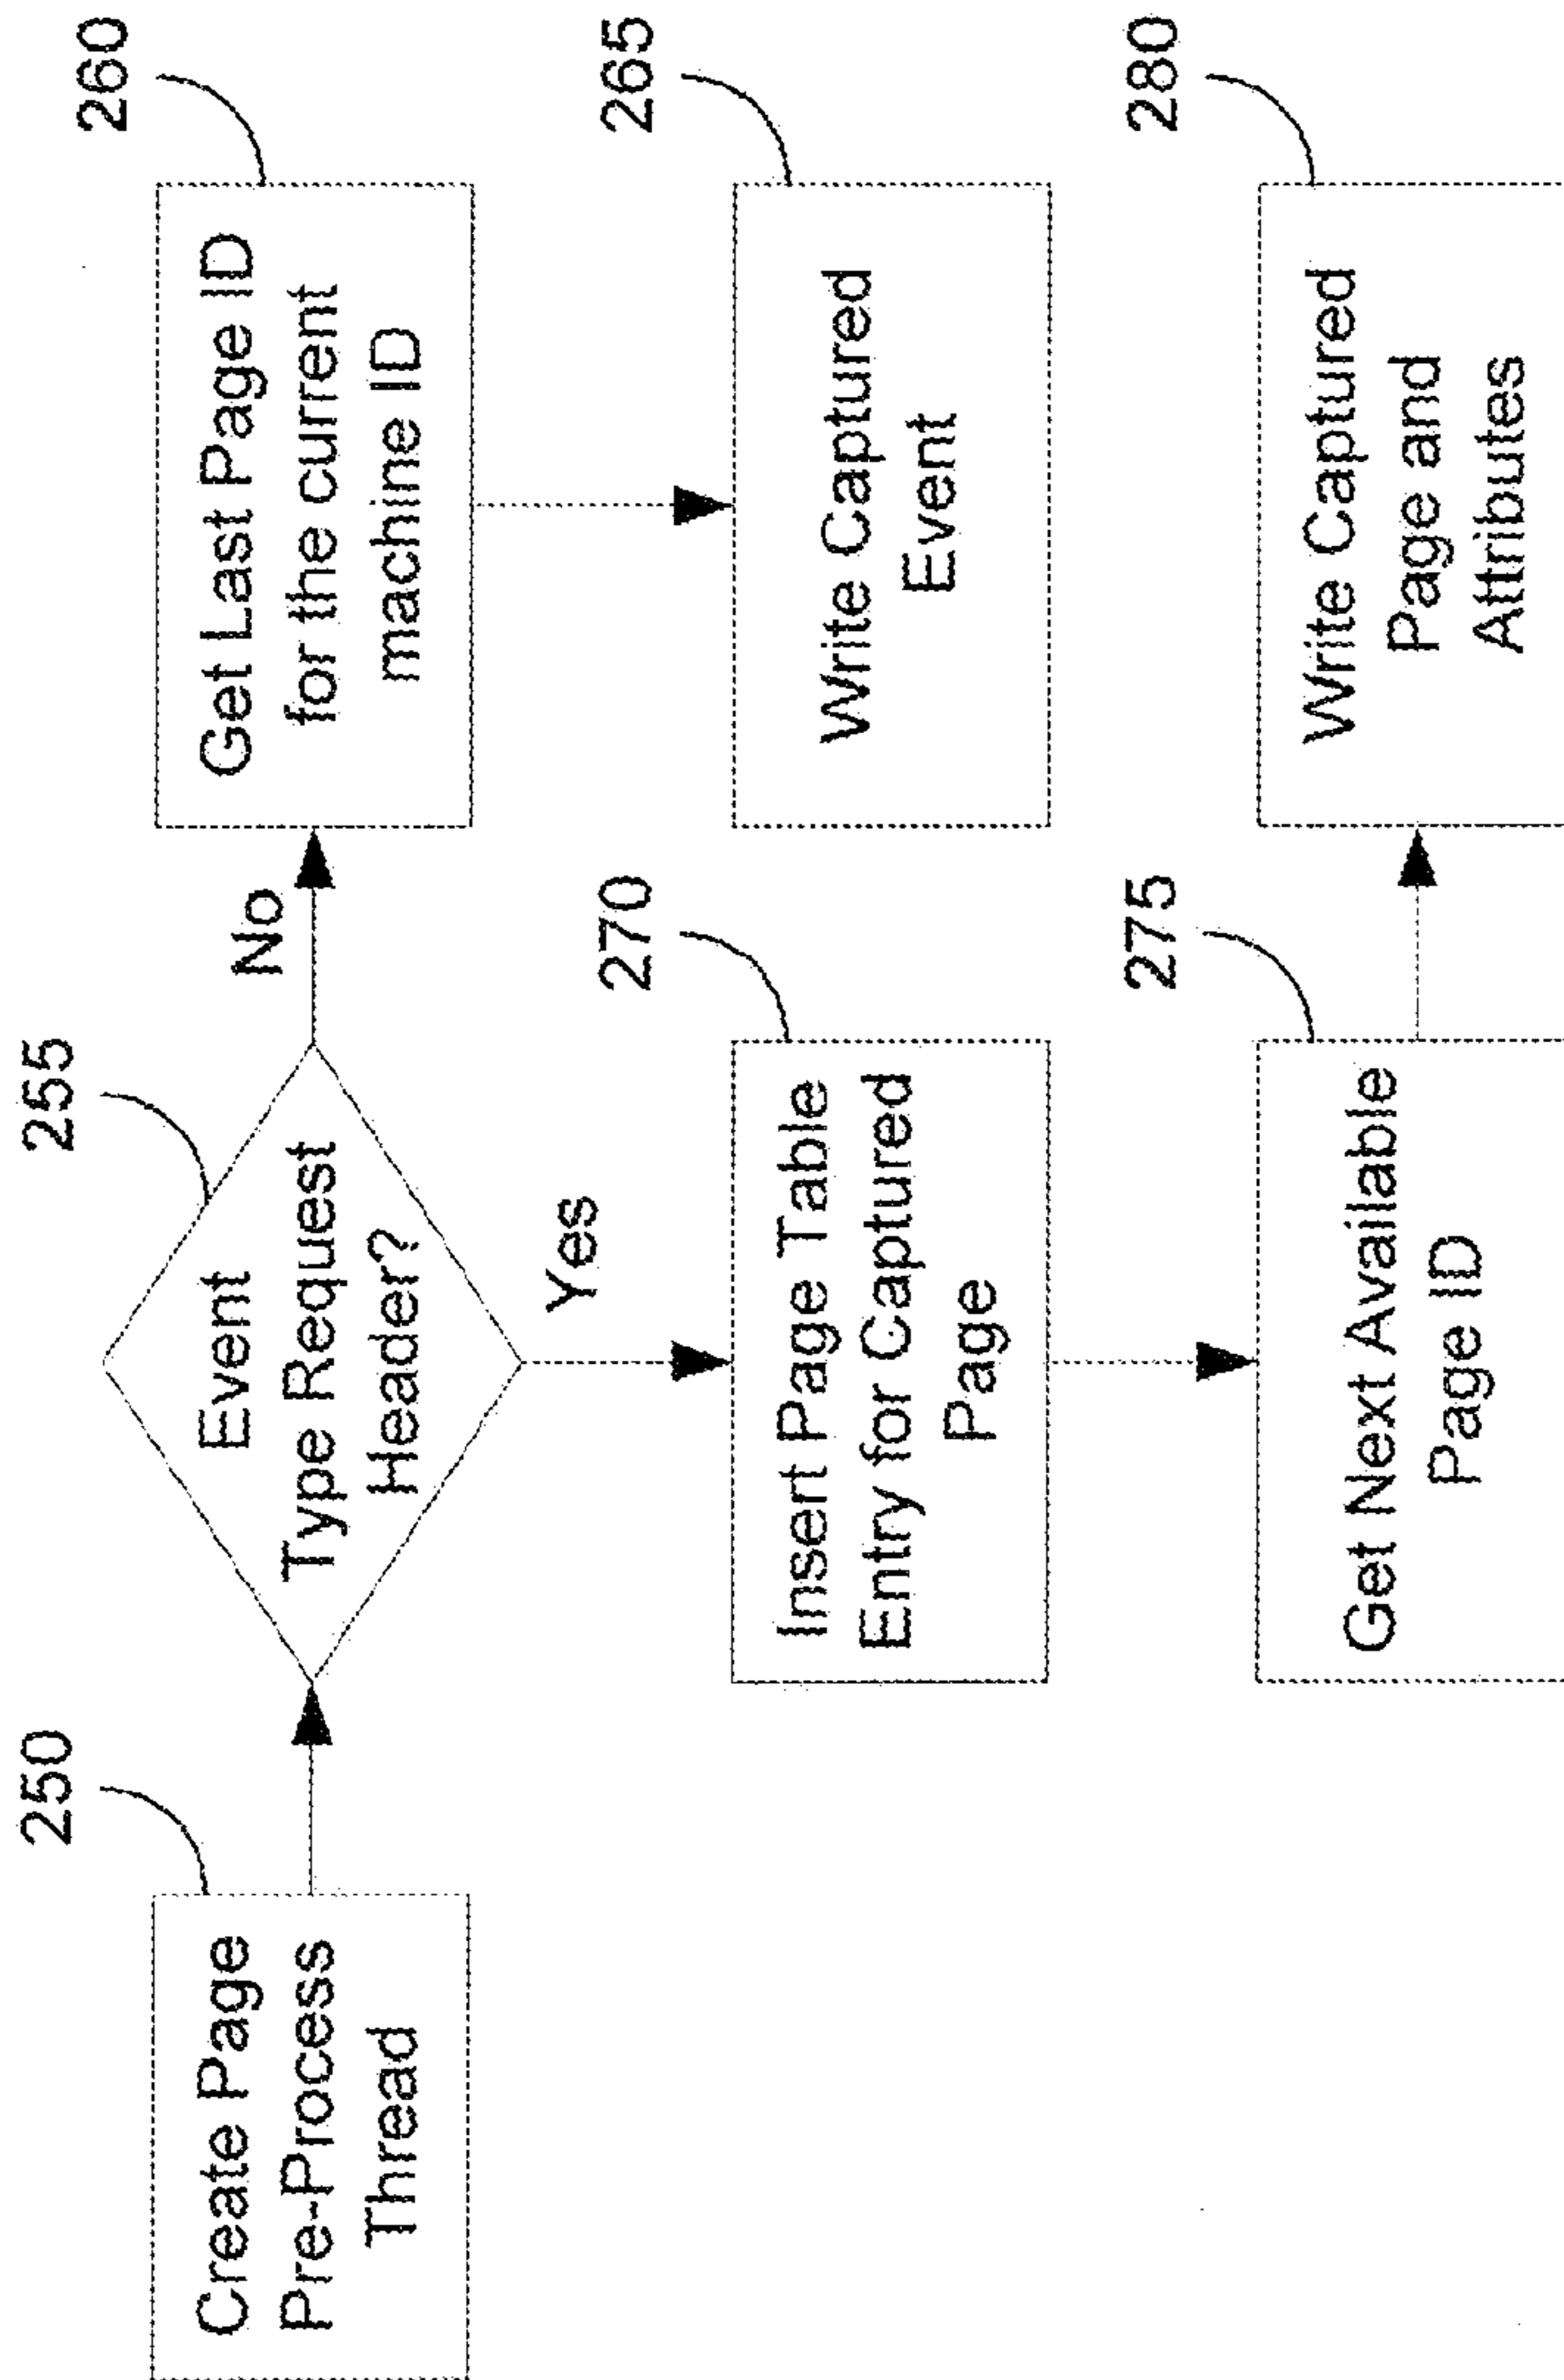 250
Create Page
Pre-Process
Thread
255
Event
Type Request
Header?
No
Yes
260
Get Last Page ID
for the current
machine ID
265
Write Captured
Event
270
Insert Page Table
Entry for Captured
Page
275
Get Next Available
Page ID
280
Write Captured
Page and
Attributes